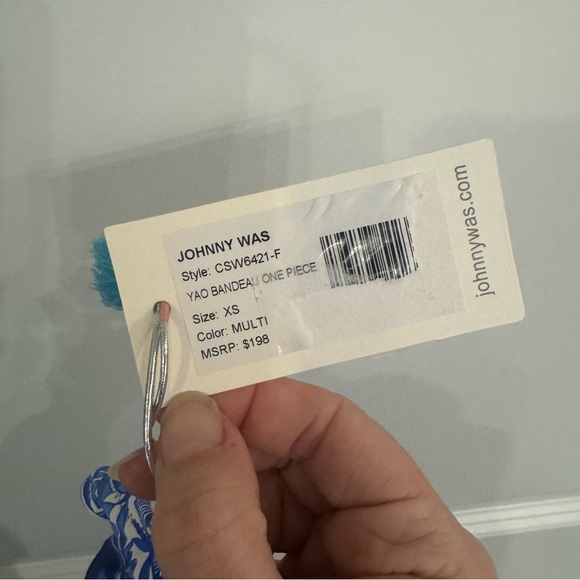 JOHNNY WAS
Style: CSW6421-F
YAO BANDEAU ONE PIECE
Size: XS
Color: MULTI
MSRP: $198
johnnywas.com